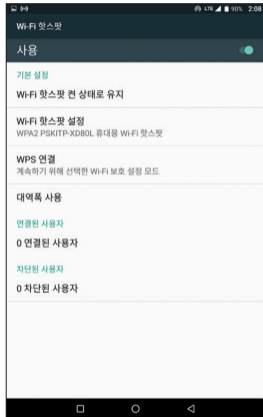 LTE 90% 2:08
Wi-Fi 핫스팟
사용
기본 설정
Wi-Fi 핫스팟 켠 상태로 유지
Wi-Fi 핫스팟 설정
WPA2 PSKITP-XD80L 휴대용 Wi-Fi 핫스팟
WPS 연결
계속하기 위해 선택한 Wi-Fi 보호 설정 모드
대역폭 사용
연결된 사용자
0 연결된 사용자
차단된 사용자
0 차단된 사용자